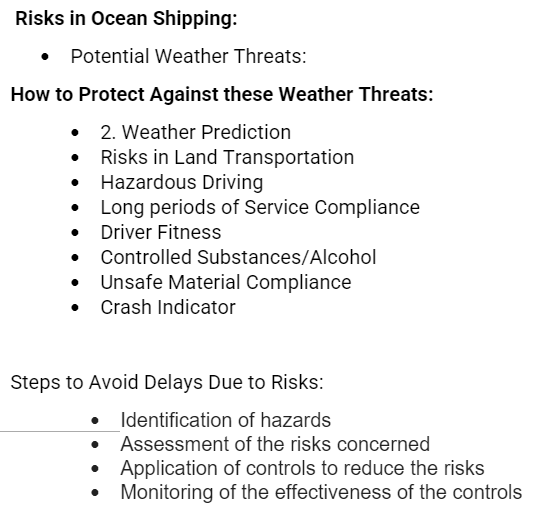 Risks in Ocean Shipping:
• Potential Weather Threats:
How to Protect Against these Weather Threats:
• 2. Weather Prediction
• Risks in Land Transportation
• Hazardous Driving
• Long periods of Service Compliance
• Driver Fitness
• Controlled Substances/Alcohol
• Unsafe Material Compliance
• Crash Indicator
Steps to Avoid Delays Due to Risks:
• Identification of hazards
• Assessment of the risks concerned
• Application of controls to reduce the risks
• Monitoring of the effectiveness of the controls